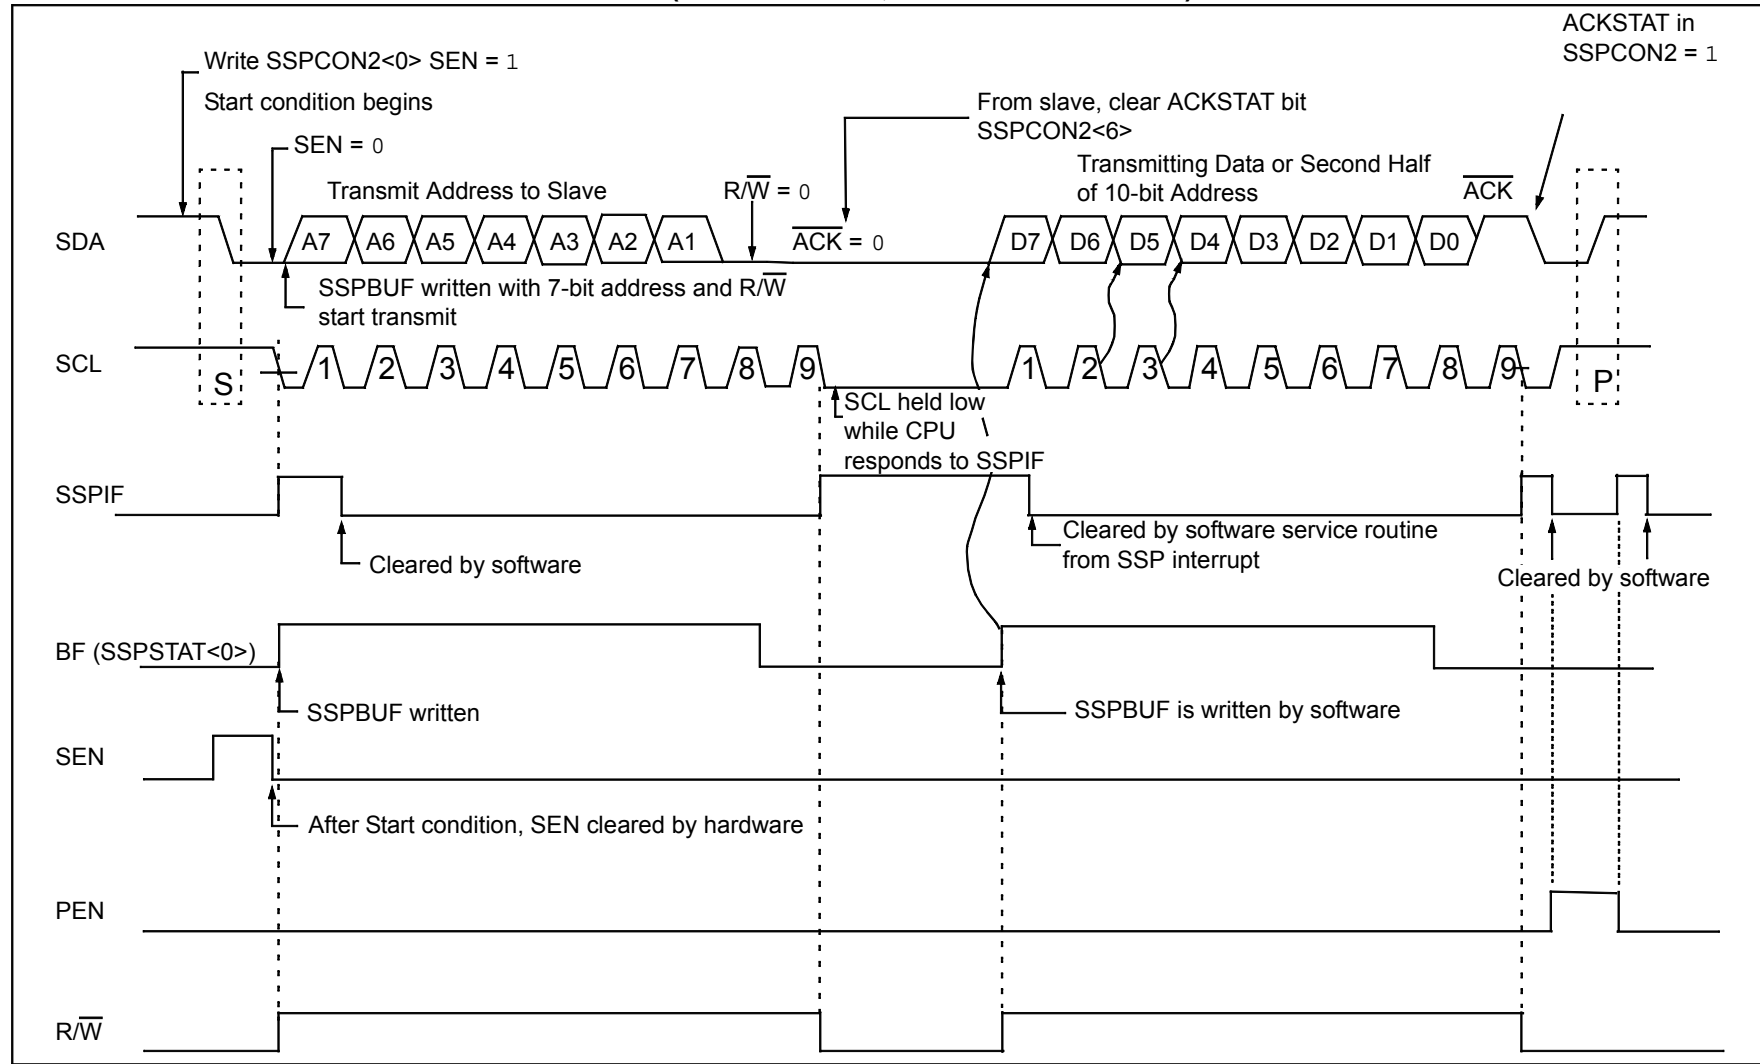 ACKSTAT in
SSPCON2 = 1
Write SSPCON2<0> SEN = 1
Start condition begins
From slave, clear ACKSTAT bit
SSPCON2<6>
SEN = 0
Transmit Address to Slave
R/W̅ = 0
Transmitting Data or Second Half
of 10-bit Address
A̅C̅K̅
SDA
A7 A6 A5 A4 A3 A2 A1
A̅C̅K̅ = 0
D7 D6 D5 D4 D3 D2 D1 D0
SSPBUF written with 7-bit address and R/W̅
start transmit
SCL
S
1 2 3 4 5 6 7 8 9
1 2 3 4 5 6 7 8 9
P
SCL held low
while CPU
responds to SSPIF
SSPIF
Cleared by software
Cleared by software service routine
from SSP interrupt
Cleared by software
BF (SSPSTAT<0>)
SSPBUF written
SSPBUF is written by software
SEN
After Start condition, SEN cleared by hardware
PEN
R/W̅